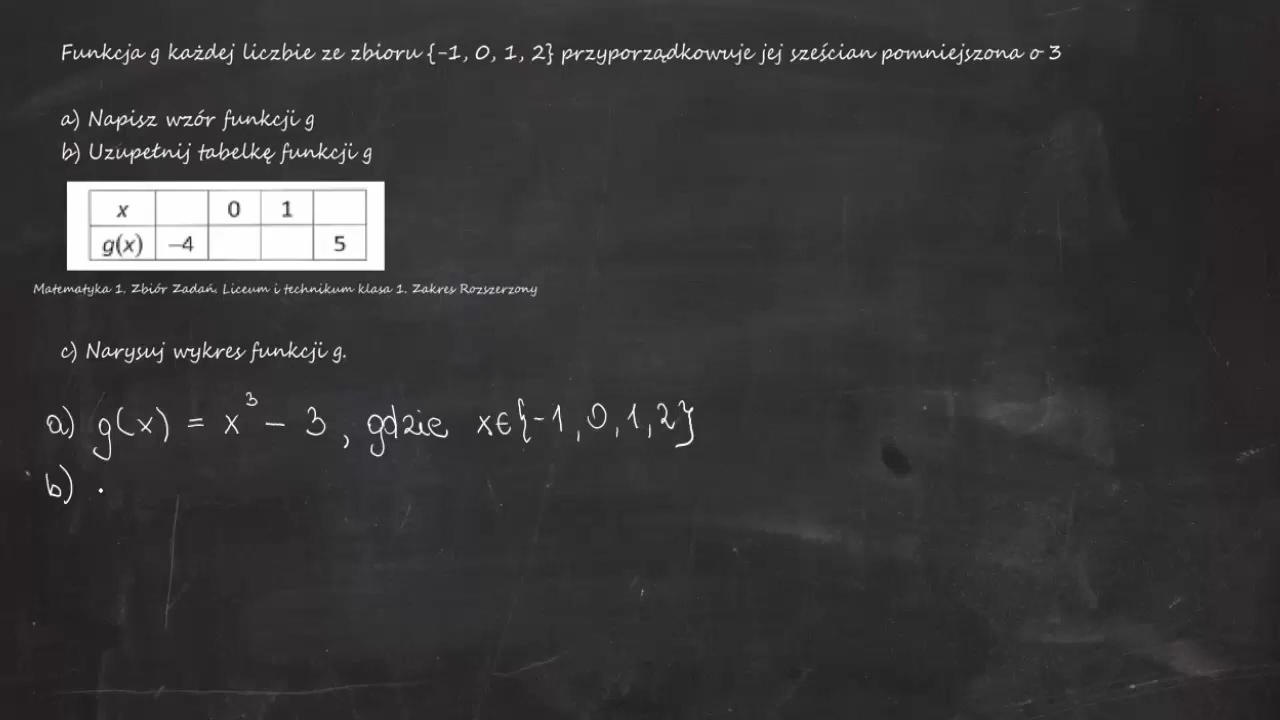 Funkcja g każdej liczbie ze zbioru {-1, 0, 1, 2} przyporządkowuje jej sześcian pomniejszona o 3
a) Napisz wzór funkcji g
b) Uzupełnij tabelkę funkcji g
x 0 1
g(x) –4 5
Matematyka 1. Zbiór Zadań. Liceum i technikum klasa 1. Zakres Rozszerzony
c) Narysuj wykres funkcji g.
a) g(x) = x³ - 3, gdzie x∈{-1, 0, 1, 2}
b)